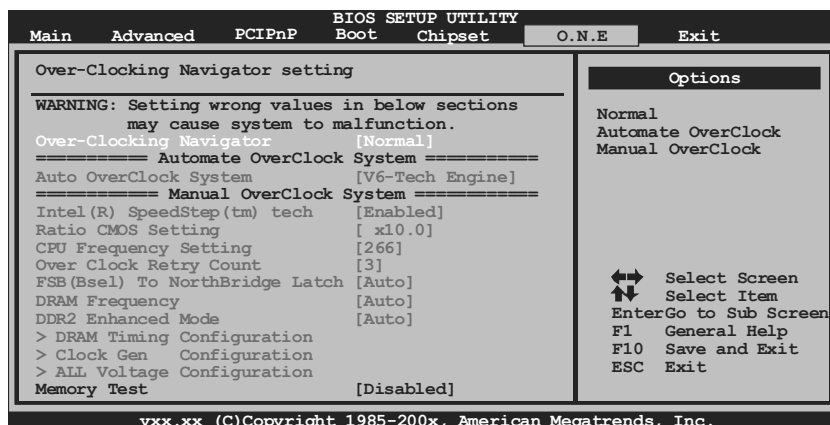 BIOS SETUP UTILITY
Main Advanced PCIPnP Boot Chipset O.N.E Exit
Over-Clocking Navigator setting
WARNING: Setting wrong values in below sections
may cause system to malfunction.
Over-Clocking Navigator [Normal]
=========== Automate OverClock System ===========
Auto OverClock System [V6-Tech Engine]
============ Manual OverClock System ============
Intel(R) SpeedStep(tm) tech [Enabled]
Ratio CMOS Setting [ x10.0]
CPU Frequency Setting [266]
Over Clock Retry Count [3]
FSB(Bsel) To NorthBridge Latch [Auto]
DRAM Frequency [Auto]
DDR2 Enhanced Mode [Auto]
> DRAM Timing Configuration
> Clock Gen Configuration
> ALL Voltage Configuration
Memory Test [Disabled]
Options
Normal
Automate OverClock
Manual OverClock
Select Screen
Select Item
EnterGo to Sub Screen
F1 General Help
F10 Save and Exit
ESC Exit
vxx.xx (C)Copyright 1985-200x, American Megatrends, Inc.